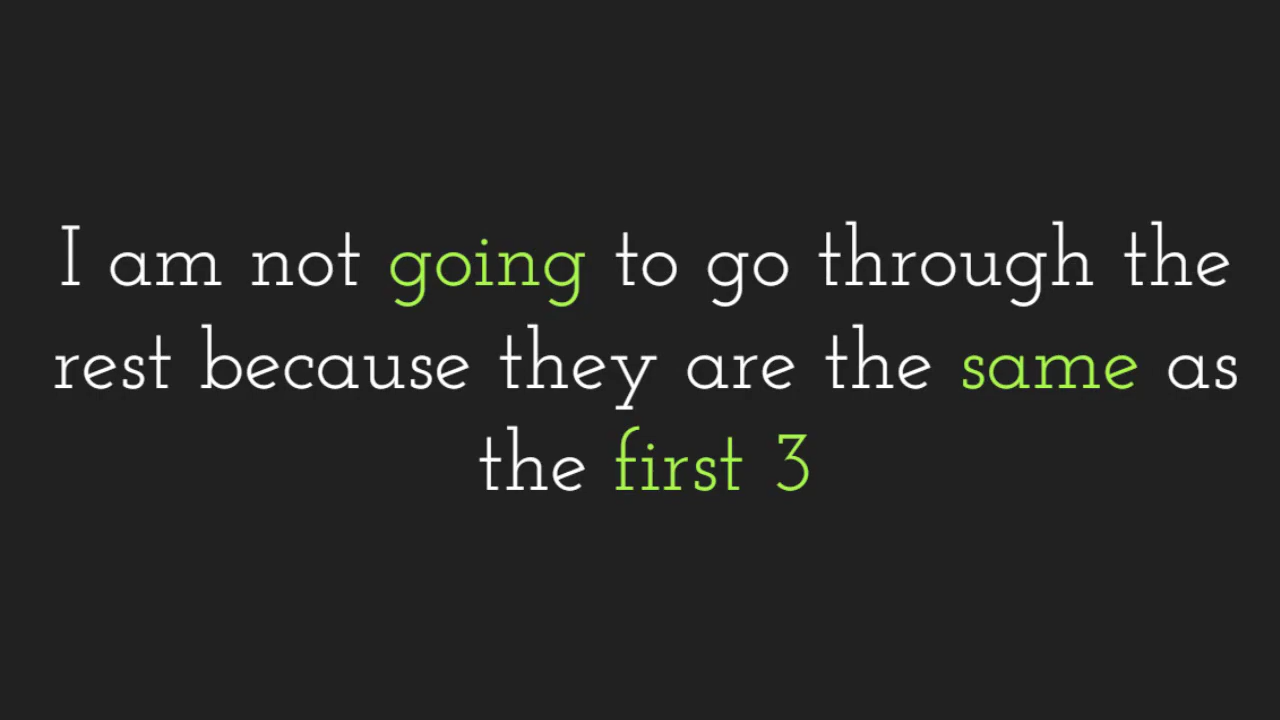 I am not going to go through the
rest because they are the same as
the first 3